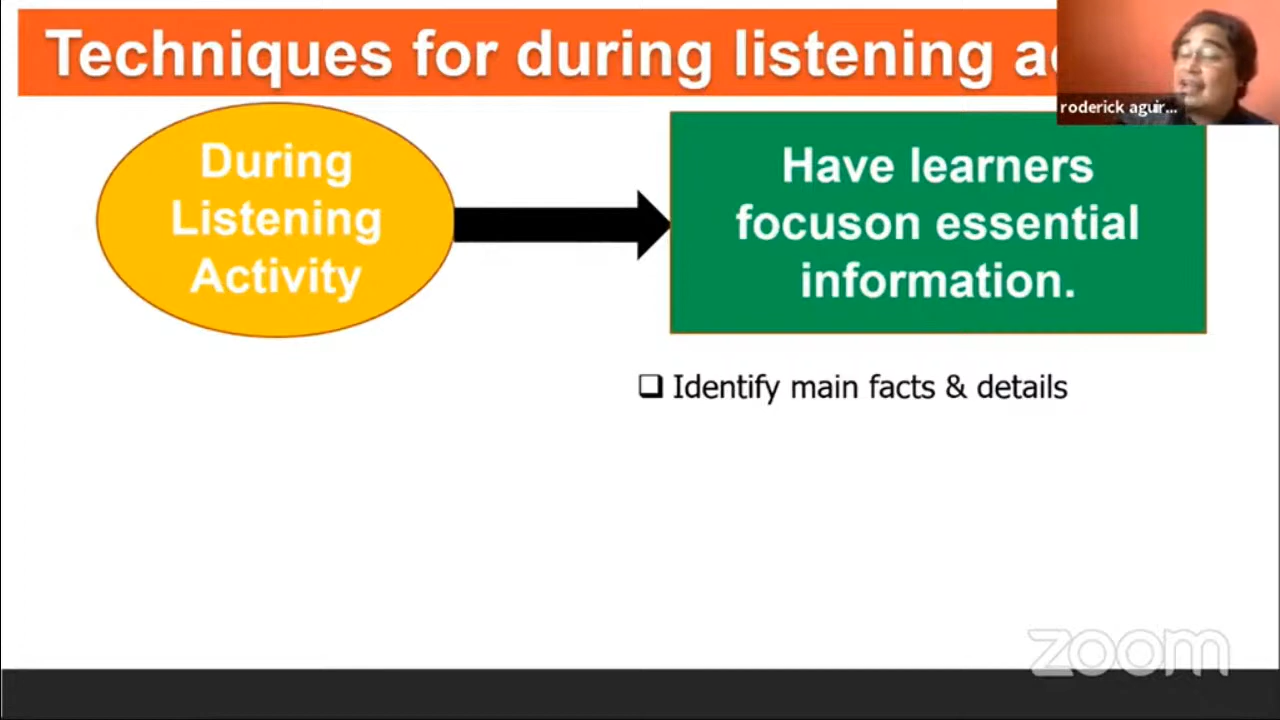 Techniques for during listening
roderick aguir...
During
Listening
Activity
Have learners
focuson essential
information.
❑ Identify main facts & details
zoom